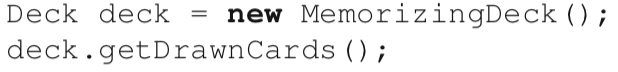 Deck deck = new MemorizingDeck();
deck.getDrawnCards();